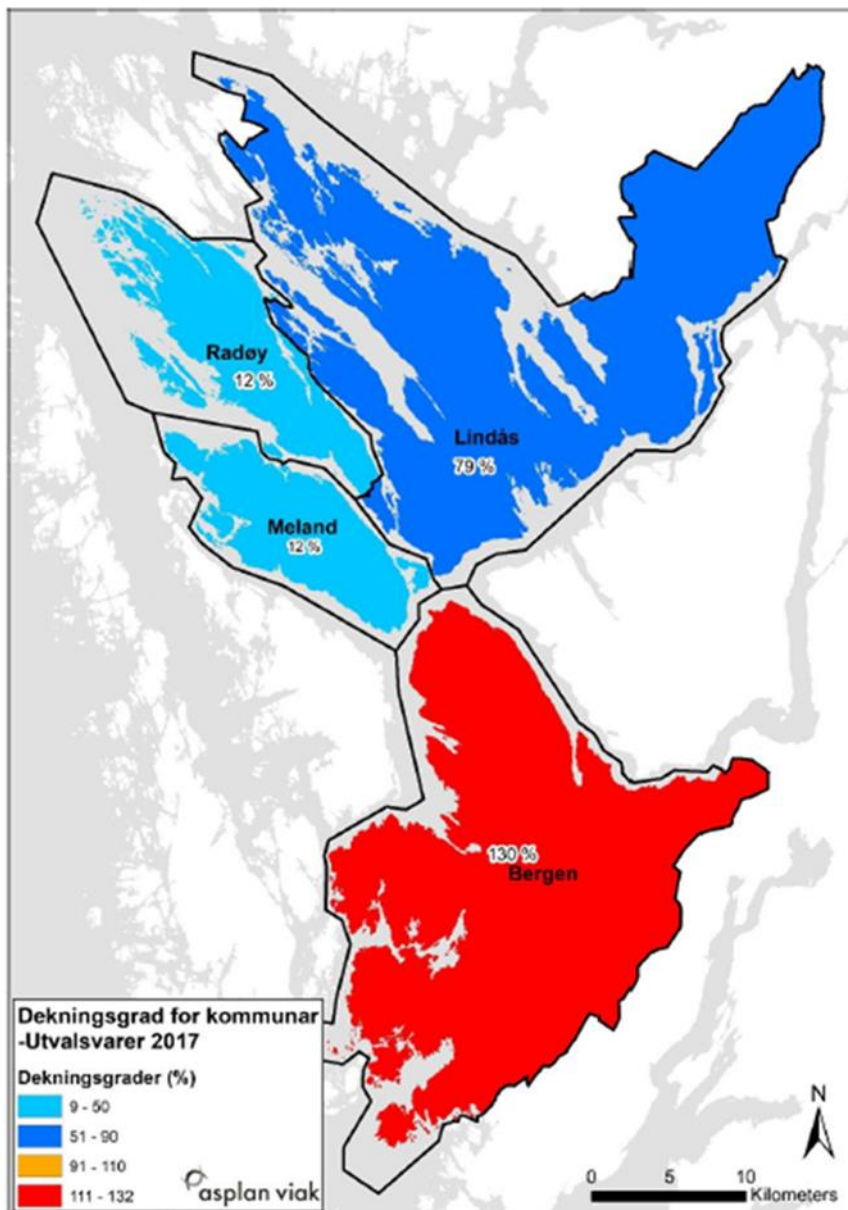 Radøy
12 %
Lindås
79 %
Meland
12 %
130 %
Bergen
Dekningsgrad for kommunar
-Utvalsvarer 2017
Dekningsgrader (%)
9 - 50
51 - 90
91 - 110
111 - 132
asplan viak
N
0 5 10
Kilometers